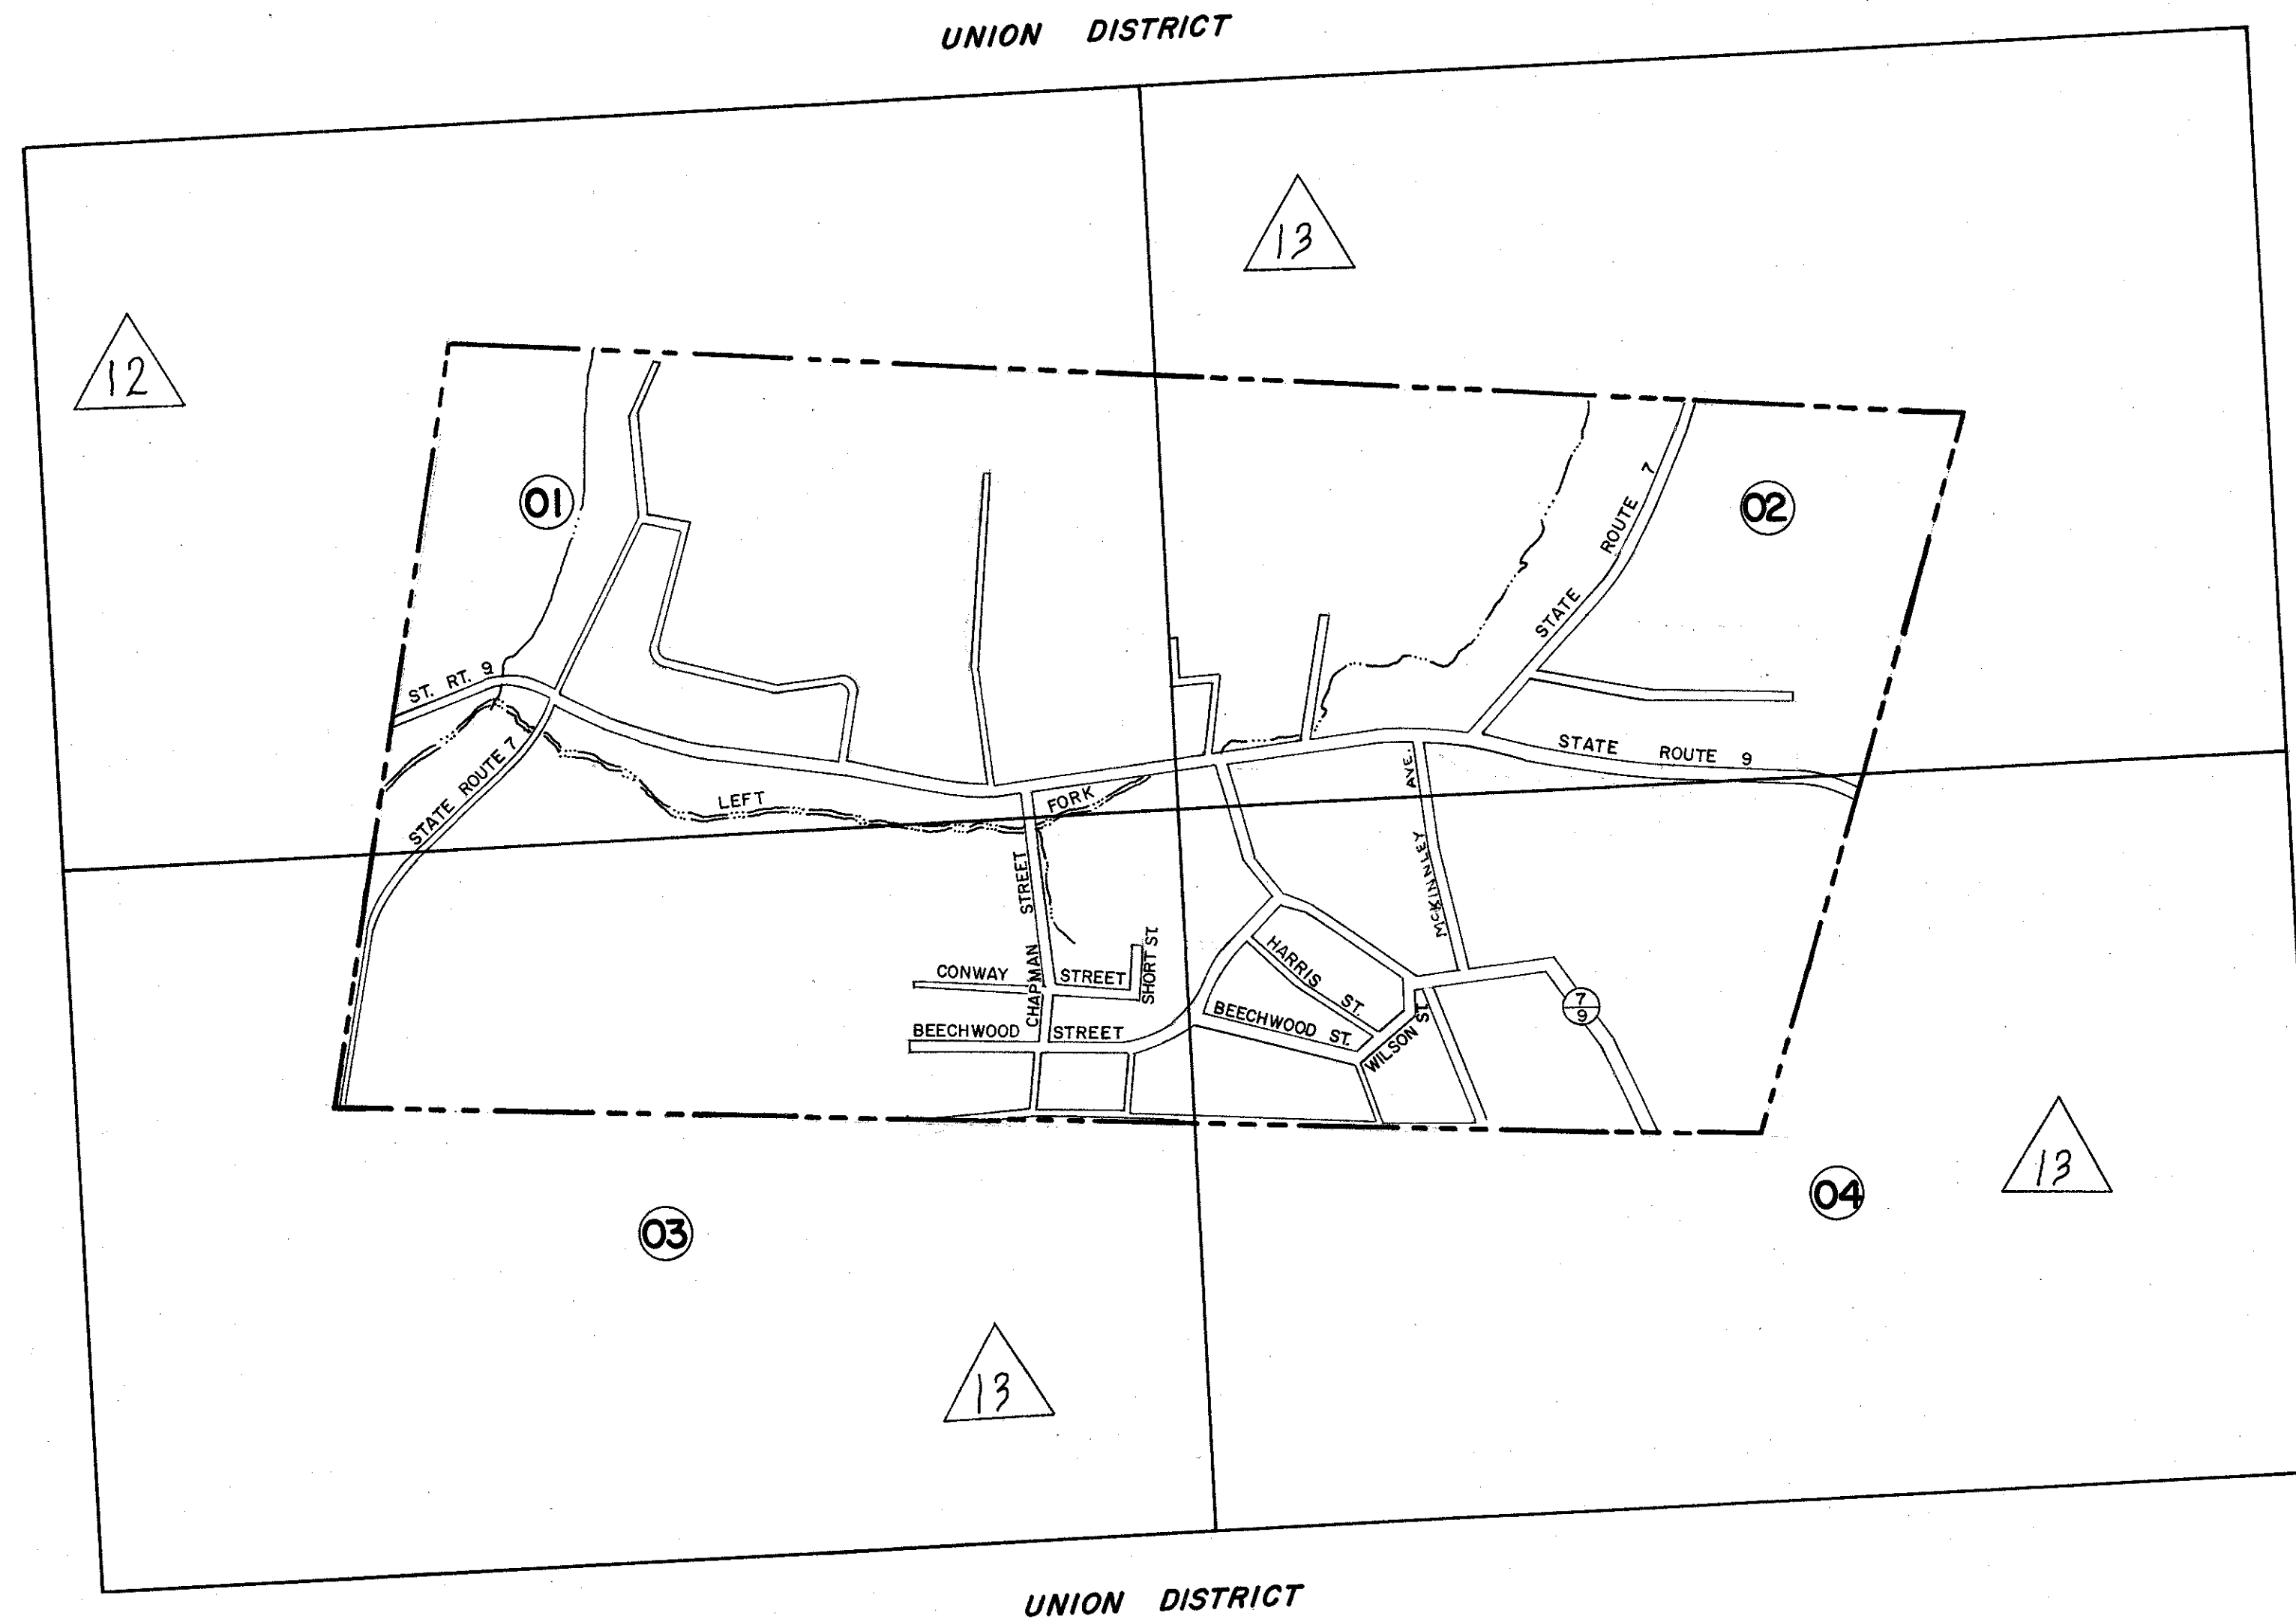 UNION DISTRICT
13
12
01
02
STATE ROUTE 7
ST. RT. 9
STATE ROUTE 7
STATE ROUTE 9
LEFT FORK
McKINNLEY AVE.
CHAPMAN STREET
CONWAY STREET
SHORT ST.
HARRIS ST.
BEECHWOOD STREET
BEECHWOOD ST.
WILSON ST.
7
9
13
04
03
13
UNION DISTRICT